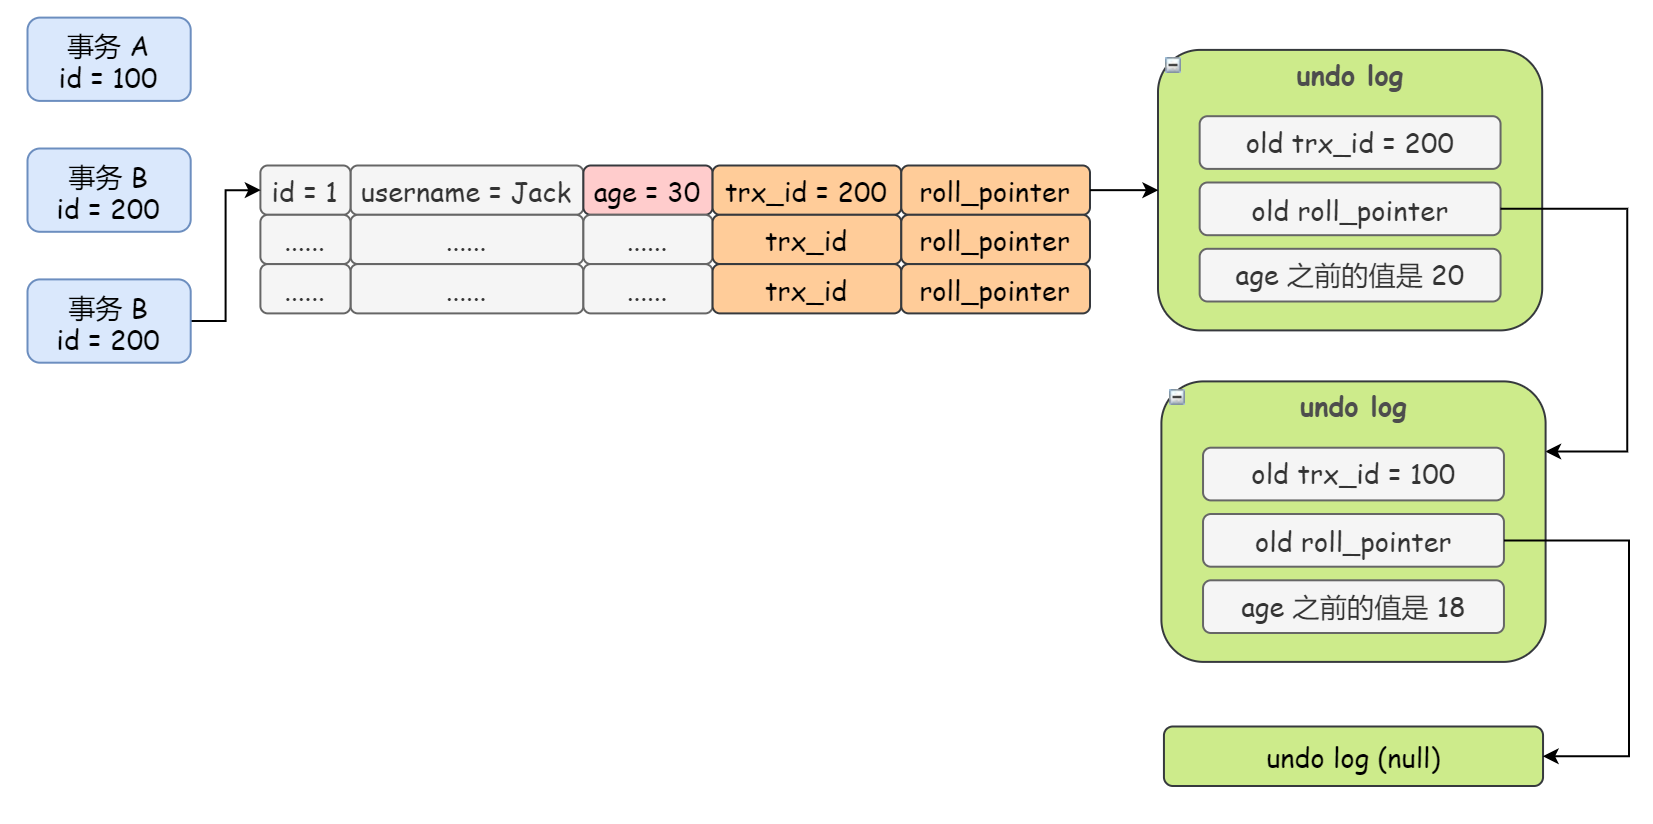 事务 A
id = 100
事务 B
id = 200
事务 B
id = 200
id = 1 username = Jack age = 30 trx_id = 200 roll_pointer
...... ...... ...... trx_id roll_pointer
...... ...... ...... trx_id roll_pointer
undo log
old trx_id = 200
old roll_pointer
age 之前的值是 20
undo log
old trx_id = 100
old roll_pointer
age 之前的值是 18
undo log (null)